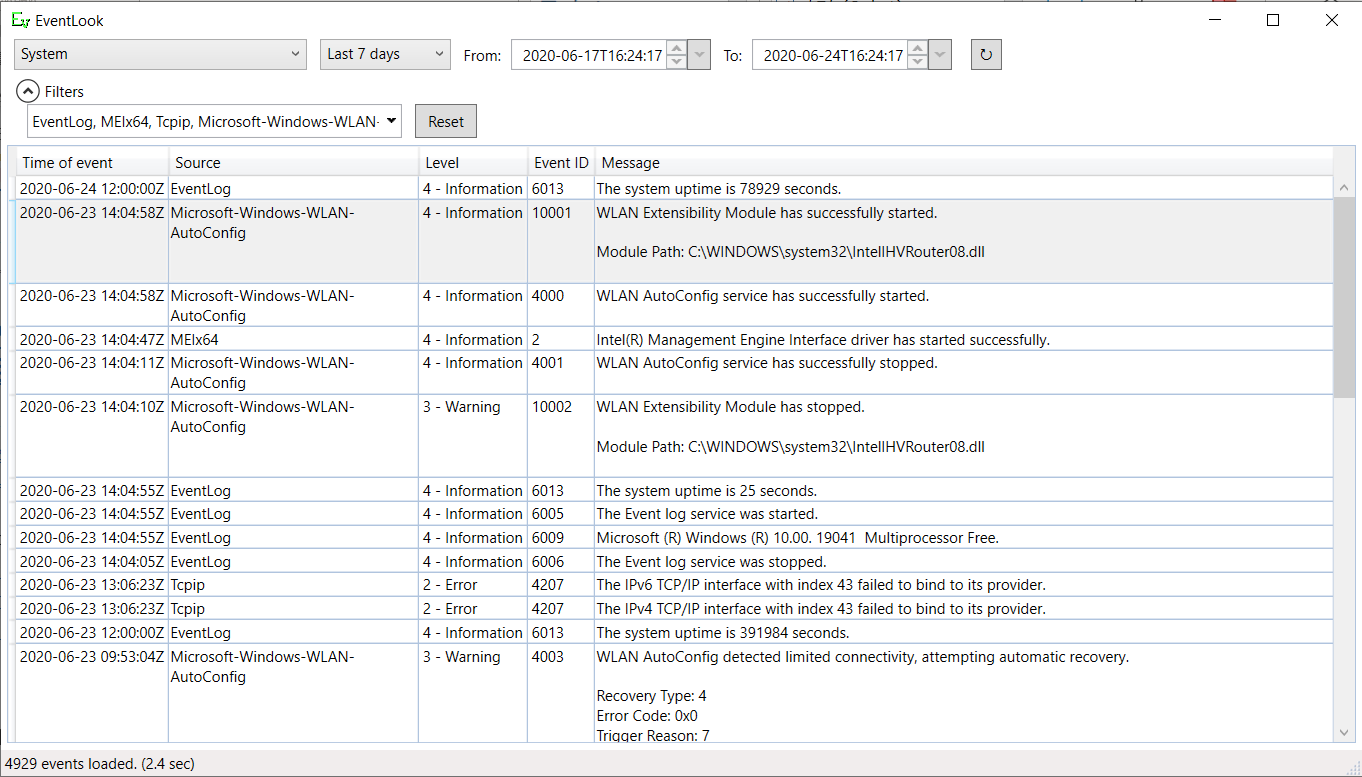 EventLook
System Last 7 days From: 2020-06-17T16:24:17 To: 2020-06-24T16:24:17
Filters
EventLog, MEIx64, Tcpip, Microsoft-Windows-WLAN- Reset
Time of event Source Level Event ID Message
2020-06-24 12:00:00Z EventLog 4 - Information 6013 The system uptime is 78929 seconds.
2020-06-23 14:04:58Z Microsoft-Windows-WLAN- 4 - Information 10001 WLAN Extensibility Module has successfully started.
AutoConfig
Module Path: C:\WINDOWS\system32\IntelIHVRouter08.dll
2020-06-23 14:04:58Z Microsoft-Windows-WLAN- 4 - Information 4000 WLAN AutoConfig service has successfully started.
AutoConfig
2020-06-23 14:04:47Z MEIx64 4 - Information 2 Intel(R) Management Engine Interface driver has started successfully.
2020-06-23 14:04:11Z Microsoft-Windows-WLAN- 4 - Information 4001 WLAN AutoConfig service has successfully stopped.
AutoConfig
2020-06-23 14:04:10Z Microsoft-Windows-WLAN- 3 - Warning 10002 WLAN Extensibility Module has stopped.
AutoConfig
Module Path: C:\WINDOWS\system32\IntelIHVRouter08.dll
2020-06-23 14:04:55Z EventLog 4 - Information 6013 The system uptime is 25 seconds.
2020-06-23 14:04:55Z EventLog 4 - Information 6005 The Event log service was started.
2020-06-23 14:04:55Z EventLog 4 - Information 6009 Microsoft (R) Windows (R) 10.00. 19041  Multiprocessor Free.
2020-06-23 14:04:05Z EventLog 4 - Information 6006 The Event log service was stopped.
2020-06-23 13:06:23Z Tcpip 2 - Error 4207 The IPv6 TCP/IP interface with index 43 failed to bind to its provider.
2020-06-23 13:06:23Z Tcpip 2 - Error 4207 The IPv4 TCP/IP interface with index 43 failed to bind to its provider.
2020-06-23 12:00:00Z EventLog 4 - Information 6013 The system uptime is 391984 seconds.
2020-06-23 09:53:04Z Microsoft-Windows-WLAN- 3 - Warning 4003 WLAN AutoConfig detected limited connectivity, attempting automatic recovery.
AutoConfig
Recovery Type: 4
Error Code: 0x0
Trigger Reason: 7
4929 events loaded. (2.4 sec)